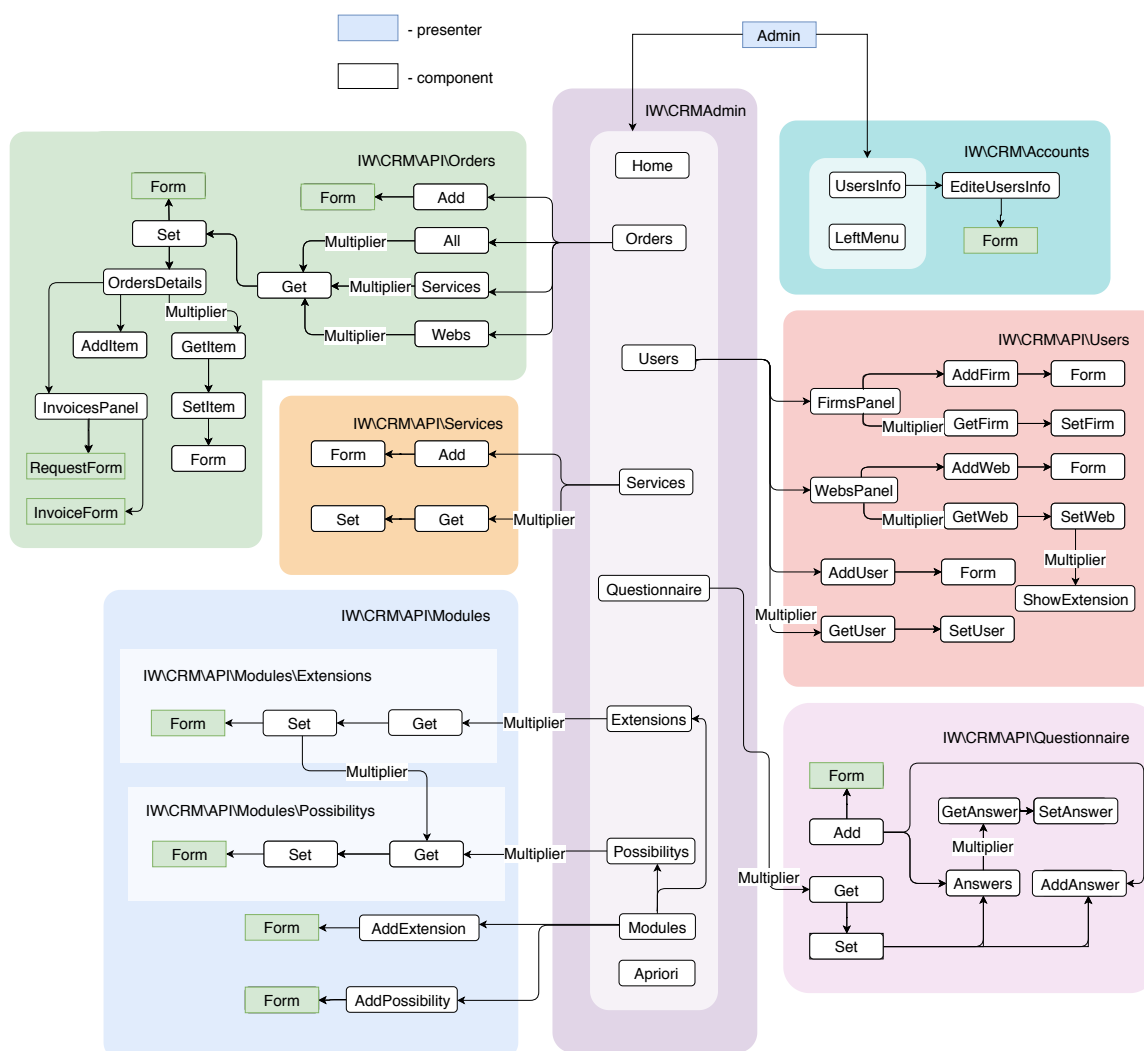 - presenter
- component
Admin
IW\CRMAdmin
Home
Orders
Users
Services
Questionnaire
Extensions
Possibilitys
Modules
Apriori
IW\CRM\API\Orders
Form
Form
Add
Set
Multiplier
All
OrdersDetails
Get
Multiplier
Services
Multiplier
Multiplier
Webs
AddItem
GetItem
InvoicesPanel
SetItem
RequestForm
Form
InvoiceForm
IW\CRM\API\Services
Form
Add
Set
Get
Multiplier
IW\CRM\API\Modules
IW\CRM\API\Modules\Extensions
Form
Set
Get
Multiplier
Multiplier
IW\CRM\API\Modules\Possibilitys
Form
Set
Get
Multiplier
Form
AddExtension
Form
AddPossibility
IW\CRM\Accounts
UsersInfo
EditeUsersInfo
LeftMenu
Form
IW\CRM\API\Users
AddFirm
Form
FirmsPanel
Multiplier
GetFirm
SetFirm
AddWeb
Form
WebsPanel
Multiplier
GetWeb
SetWeb
Multiplier
AddUser
Form
ShowExtension
Multiplier
GetUser
SetUser
IW\CRM\API\Questionnaire
Form
GetAnswer
SetAnswer
Add
Multiplier
Multiplier
Get
Answers
AddAnswer
Set